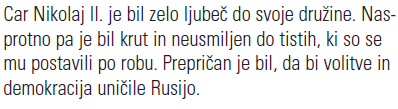 Car Nikolaj II. je bil zelo ljubeč do svoje družine. Nas-
protno pa je bil krut in neusmiljen do tistih, ki so se
mu postavili po robu. Prepričan je bil, da bi volitve in
demokracija uničile Rusijo.